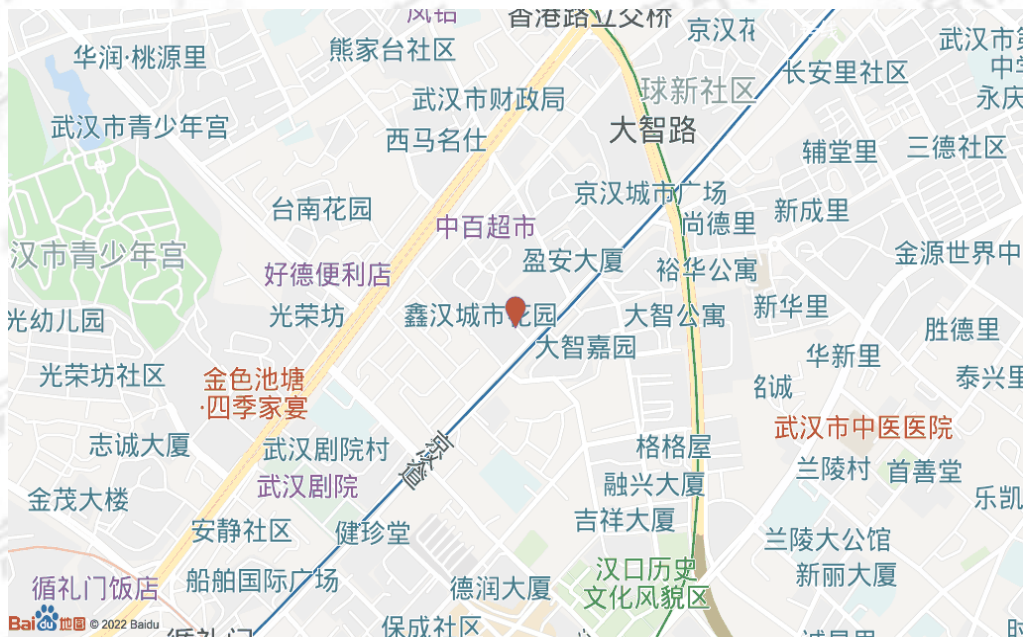 凤铝
香港路立交桥
京汉花
华润·桃源里
熊家台社区
武汉市第
中学
长安里社区
球新社区
武汉市财政局
永庆
武汉市青少年宫
西马名仕
大智路
辅堂里
三德社区
京汉城市广场
台南花园
新成里
中百超市
尚德里
汉市青少年宫
盈安大厦
裕华公寓
金源世界中
好德便利店
新华里
光幼儿园
光荣坊
鑫汉城市花园
大智公寓
胜德里
大智嘉园
华新里
光荣坊社区
金色池塘
·四季家宴
铭诚
泰兴里
武汉市中医医院
志诚大厦
武汉剧院村
京汉大道
格格屋
兰陵村
首善堂
武汉剧院
融兴大厦
金茂大楼
乐凯
安静社区
健珍堂
吉祥大厦
兰陵大公馆
汉口历史
文化风貌区
新丽大厦
循礼门饭店
船舶国际广场
德润大厦
Bai du 地图 © 2022 Baidu
循礼门
保成社区